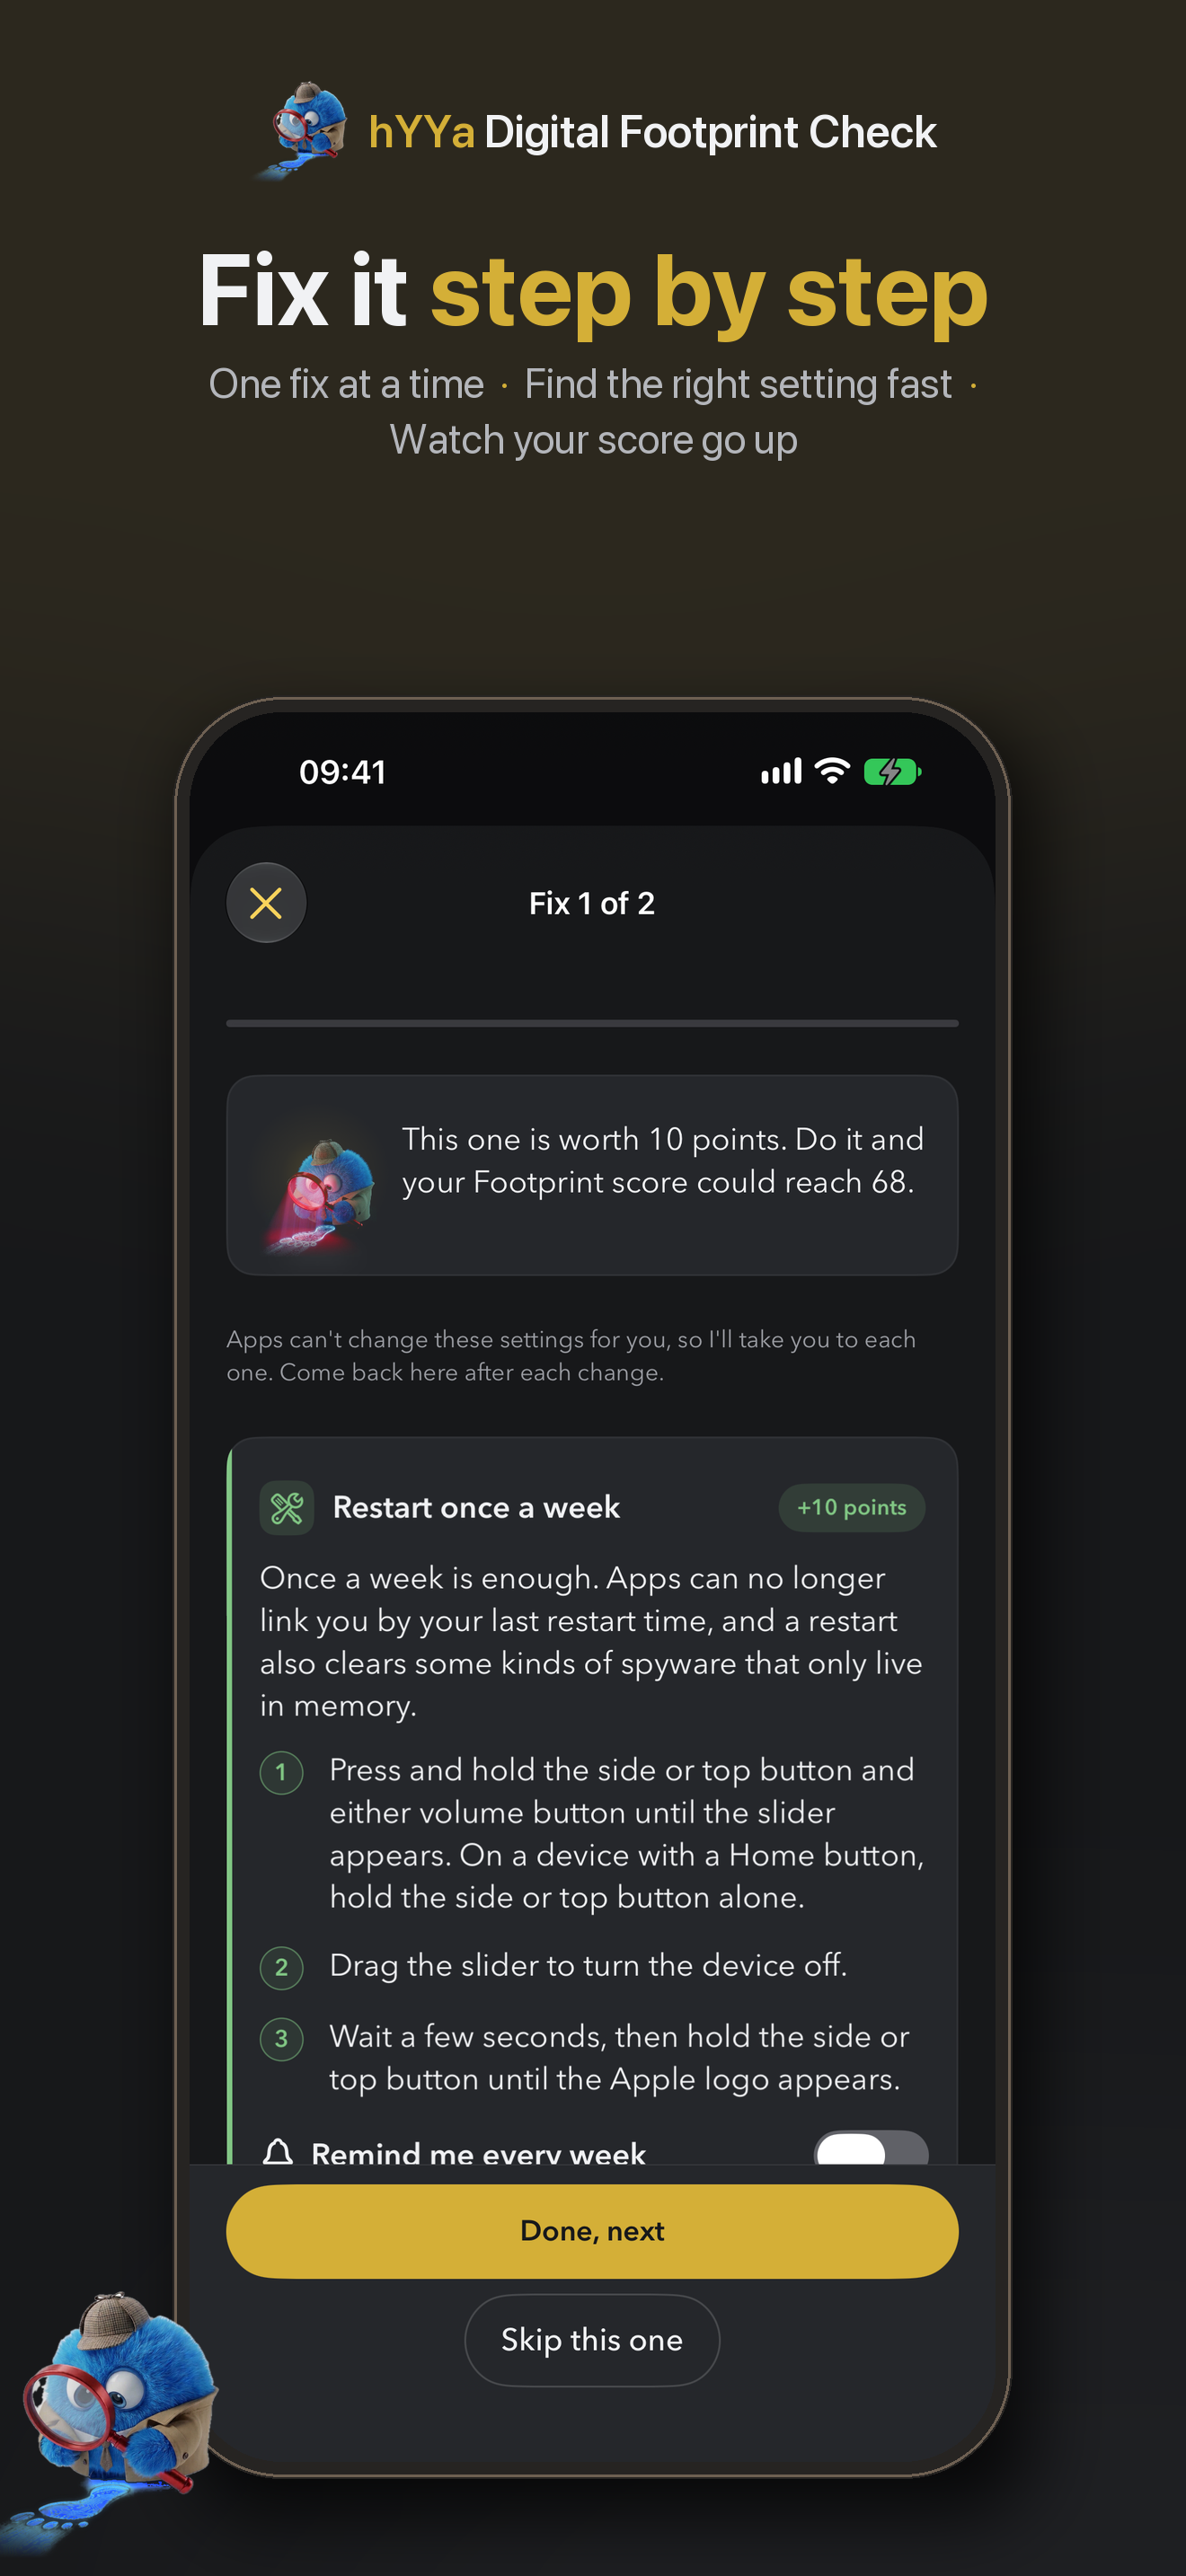 hYYa Digital Footprint Check
Fix it step by step
One fix at a time · Find the right setting fast ·
Watch your score go up
09:41
Fix 1 of 2
This one is worth 10 points. Do it and
your Footprint score could reach 68.
Apps can't change these settings for you, so I'll take you to each
one. Come back here after each change.
Restart once a week
+10 points
Once a week is enough. Apps can no longer
link you by your last restart time, and a restart
also clears some kinds of spyware that only live
in memory.
1 Press and hold the side or top button and
either volume button until the slider
appears. On a device with a Home button,
hold the side or top button alone.
2 Drag the slider to turn the device off.
3 Wait a few seconds, then hold the side or
top button until the Apple logo appears.
Remind me every week
Done, next
Skip this one